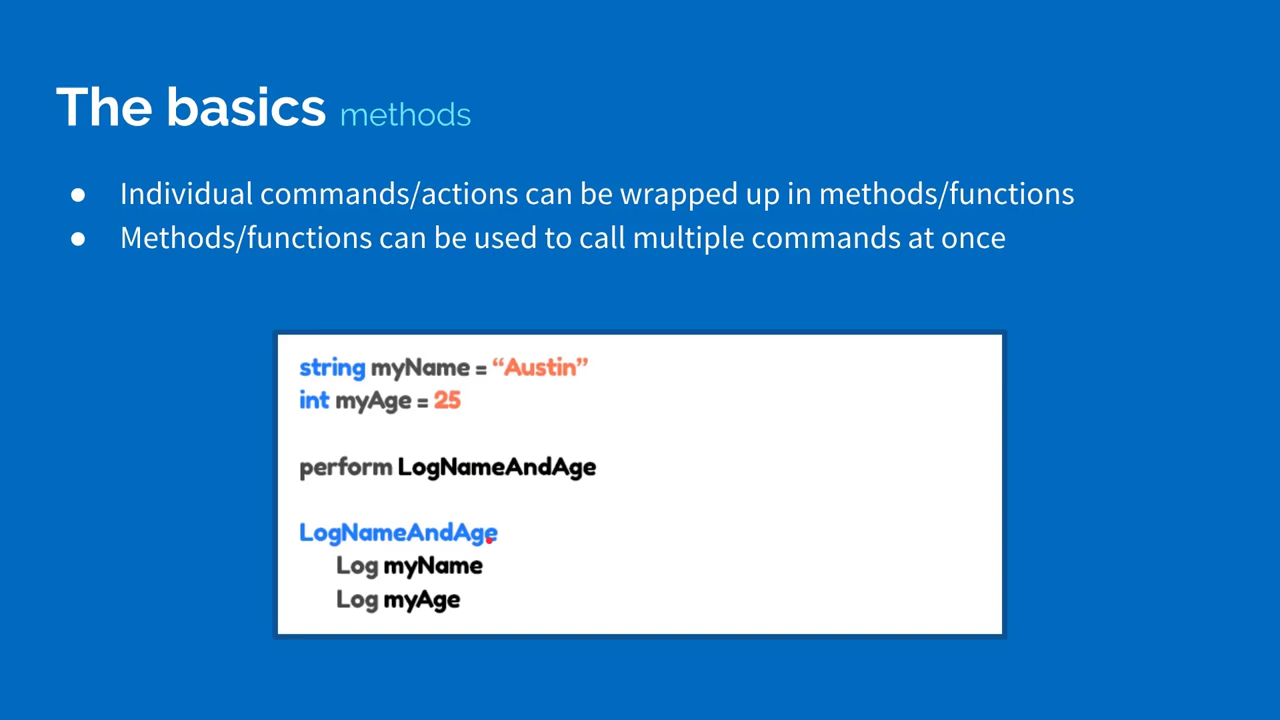 The basics methods
● Individual commands/actions can be wrapped up in methods/functions
● Methods/functions can be used to call multiple commands at once
string myName = “Austin”
int myAge = 25
perform LogNameAndAge
LogNameAndAge
Log myName
Log myAge